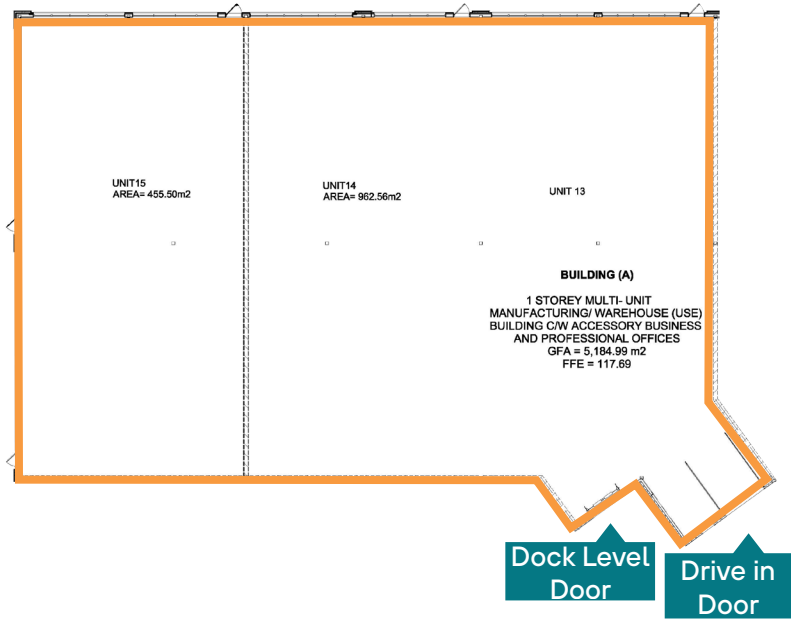 UNIT15
AREA= 455.50m2
UNIT14
AREA= 962.56m2
UNIT 13
BUILDING (A)
1 STOREY MULTI- UNIT
MANUFACTURING/ WAREHOUSE (USE)
BUILDING C/W ACCESSORY BUSINESS
AND PROFESSIONAL OFFICES
GFA = 5,184.99 m2
FFE = 117.69
Dock Level
Door
Drive in
Door